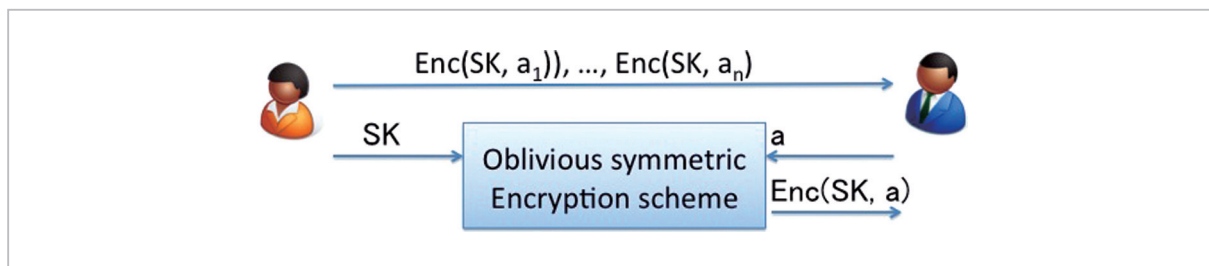 Enc(SK, a₁)), …, Enc(SK, aₙ)
SK
a
Oblivious symmetric
Encryption scheme
Enc(SK, a)